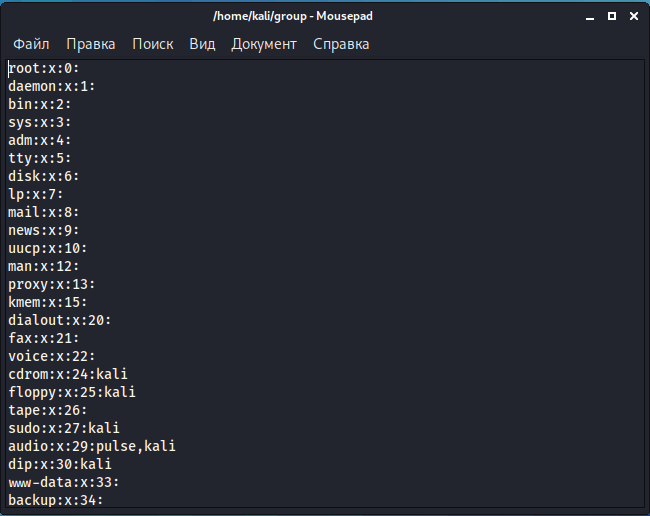 /home/kali/group - Mousepad
Файл Правка Поиск Вид Документ Справка
root:x:0:
daemon:x:1:
bin:x:2:
sys:x:3:
adm:x:4:
tty:x:5:
disk:x:6:
lp:x:7:
mail:x:8:
news:x:9:
uucp:x:10:
man:x:12:
proxy:x:13:
kmem:x:15:
dialout:x:20:
fax:x:21:
voice:x:22:
cdrom:x:24:kali
floppy:x:25:kali
tape:x:26:
sudo:x:27:kali
audio:x:29:pulse,kali
dip:x:30:kali
www-data:x:33:
backup:x:34: